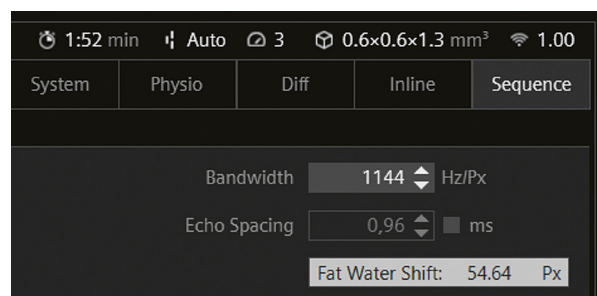 1:52 min Auto 3 0.6×0.6×1.3 mm³ 1.00
System Physio Diff Inline Sequence
Bandwidth 1144 Hz/Px
Echo Spacing 0,96 ms
Fat Water Shift: 54.64 Px